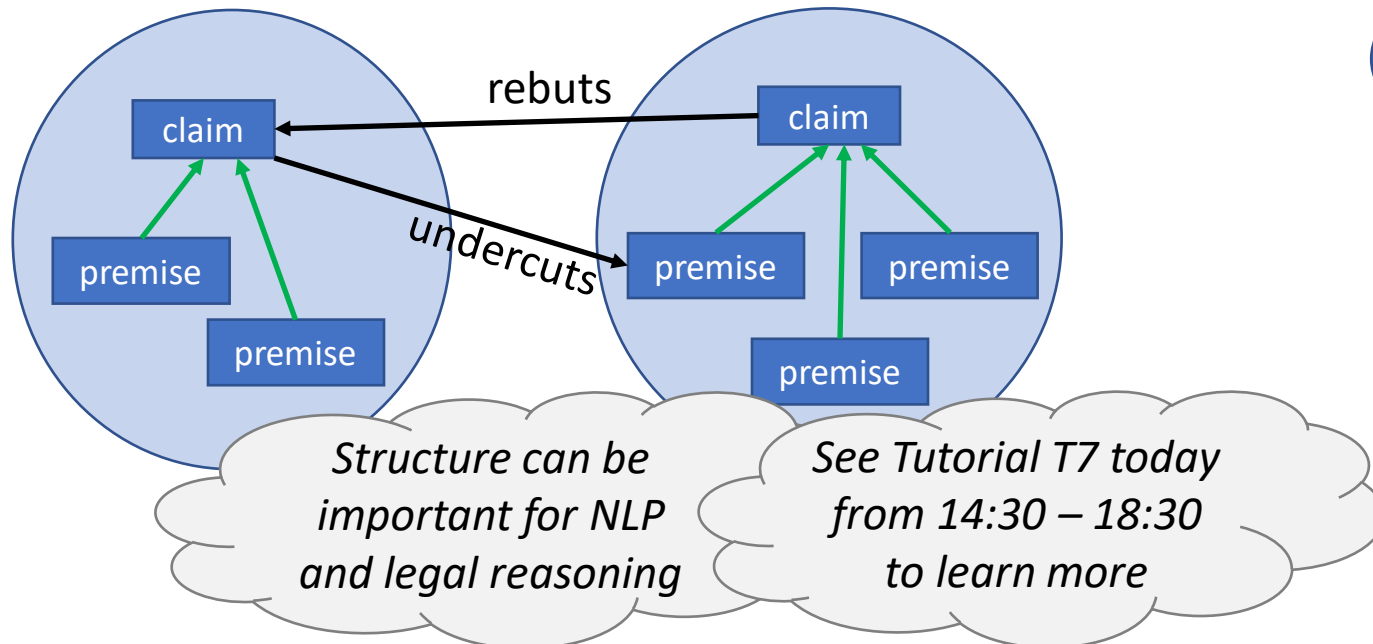 rebuts
claim
claim
undercuts
premise
premise
premise
premise
premise
Structure can be
important for NLP
and legal reasoning
See Tutorial T7 today
from 14:30 – 18:30
to learn more